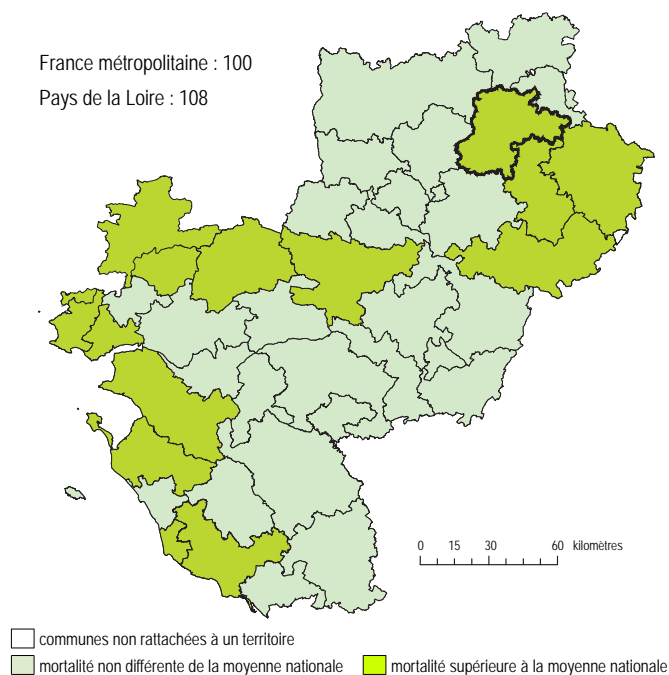 France métropolitaine : 100
Pays de la Loire : 108
0 15 30 60 kilomètres
communes non rattachées à un territoire
mortalité non différente de la moyenne nationale mortalité supérieure à la moyenne nationale